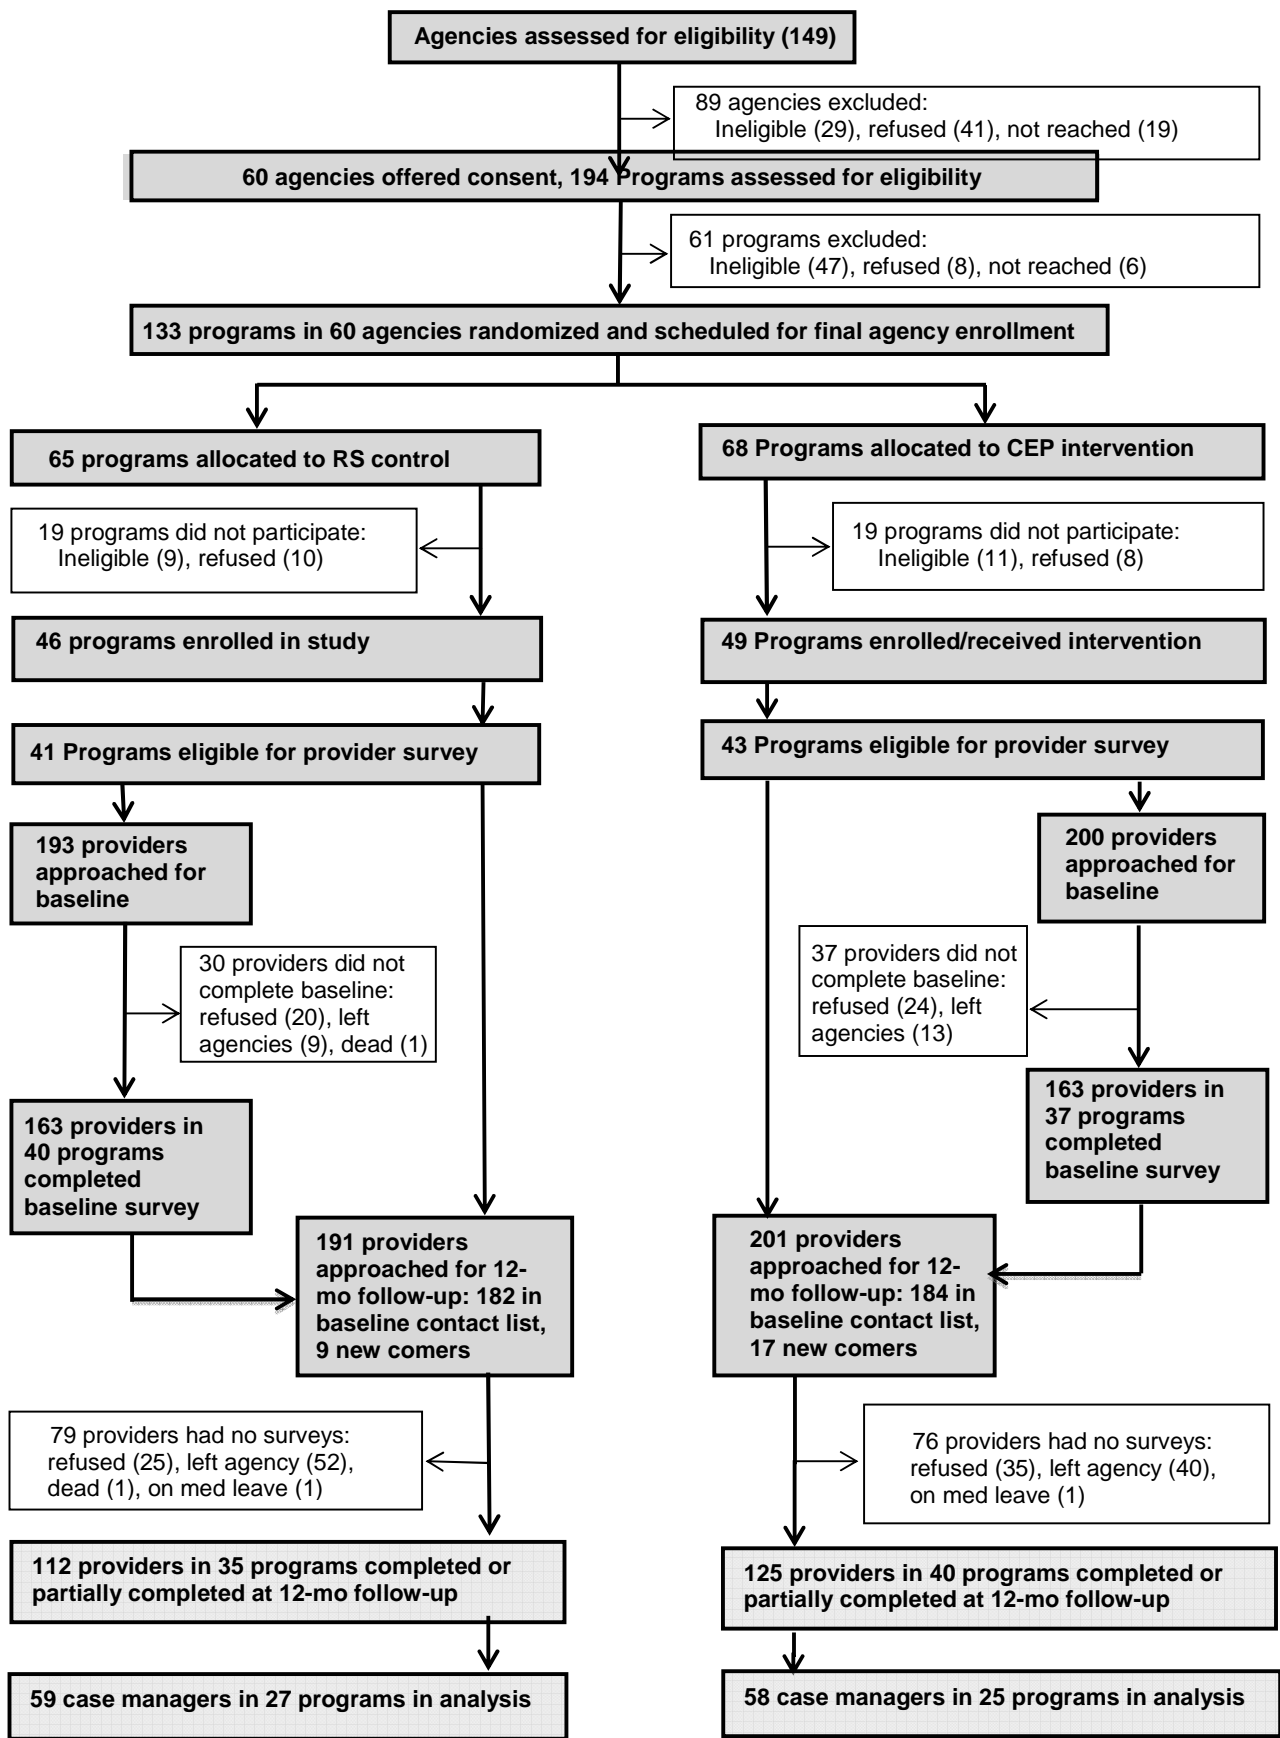 Agencies assessed for eligibility (149)
89 agencies excluded:
Ineligible (29), refused (41), not reached (19)
60 agencies offered consent, 194 Programs assessed for eligibility
61 programs excluded:
Ineligible (47), refused (8), not reached (6)
133 programs in 60 agencies randomized and scheduled for final agency enrollment
65 programs allocated to RS control
19 programs did not participate:
Ineligible (9), refused (10)
46 programs enrolled in study
41 Programs eligible for provider survey
193 providers
approached for
baseline
30 providers did not
complete baseline:
refused (20), left
agencies (9), dead (1)
163 providers in
40 programs
completed
baseline survey
191 providers
approached for 12-
mo follow-up: 182 in
baseline contact list,
9 new comers
79 providers had no surveys:
refused (25), left agency (52),
dead (1), on med leave (1)
112 providers in 35 programs completed or
partially completed at 12-mo follow-up
59 case managers in 27 programs in analysis
68 Programs allocated to CEP intervention
19 programs did not participate:
Ineligible (11), refused (8)
49 Programs enrolled/received intervention
43 Programs eligible for provider survey
200 providers
approached for
baseline
37 providers did not
complete baseline:
refused (24), left
agencies (13)
163 providers in
37 programs
completed
baseline survey
201 providers
approached for 12-
mo follow-up: 184 in
baseline contact list,
17 new comers
76 providers had no surveys:
refused (35), left agency (40),
on med leave (1)
125 providers in 40 programs completed or
partially completed at 12-mo follow-up
58 case managers in 25 programs in analysis